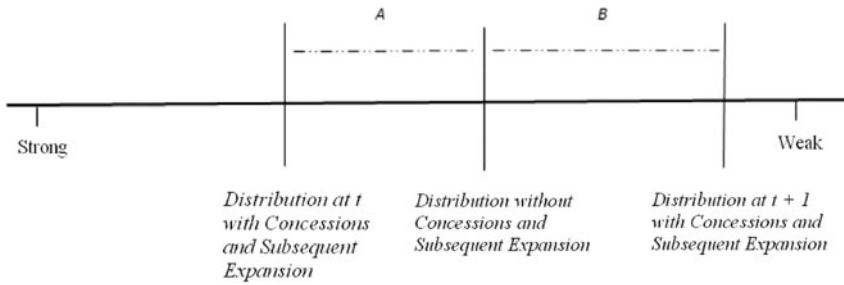 A B
Strong
Weak
Distribution at t
with Concessions
and Subsequent
Expansion
Distribution without
Concessions and
Subsequent Expansion
Distribution at t + 1
with Concessions and
Subsequent Expansion